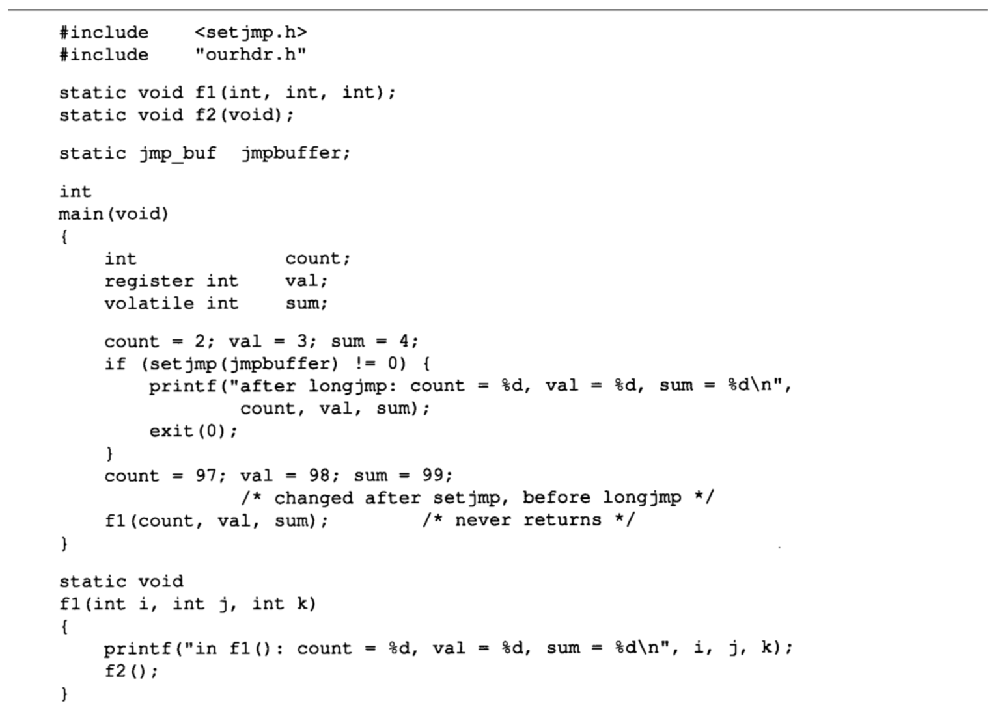 #include    <setjmp.h>
#include    "ourhdr.h"
static void f1(int, int, int);
static void f2(void);
static jmp_buf  jmpbuffer;
int
main(void)
{
    int             count;
    register int    val;
    volatile int    sum;
    count = 2; val = 3; sum = 4;
    if (setjmp(jmpbuffer) != 0) {
        printf("after longjmp: count = %d, val = %d, sum = %d\n",
                count, val, sum);
        exit(0);
    }
    count = 97; val = 98; sum = 99;
                /* changed after setjmp, before longjmp */
    f1(count, val, sum);        /* never returns */
}
static void
f1(int i, int j, int k)
{
    printf("in f1(): count = %d, val = %d, sum = %d\n", i, j, k);
    f2();
}